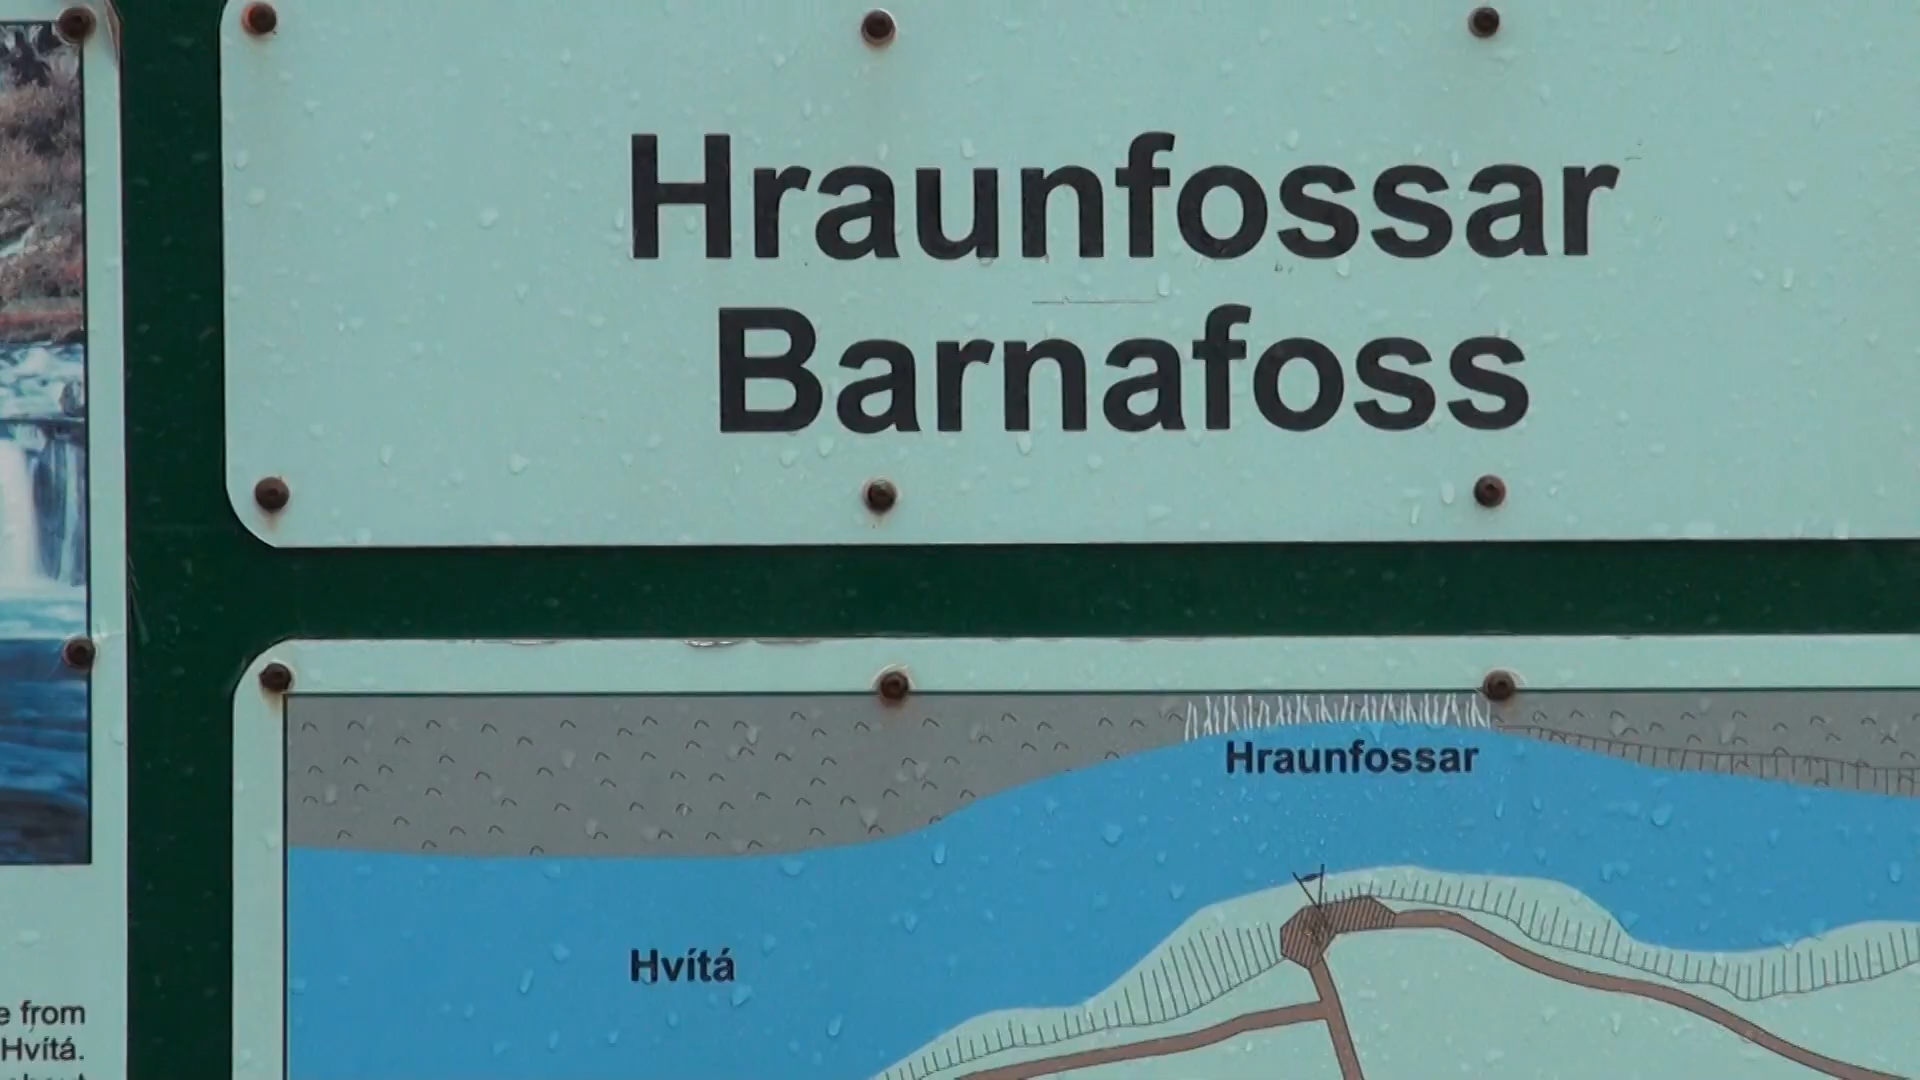 Hraunfossar
Barnafoss
Hraunfossar
Hvítá
from
Hvítá.